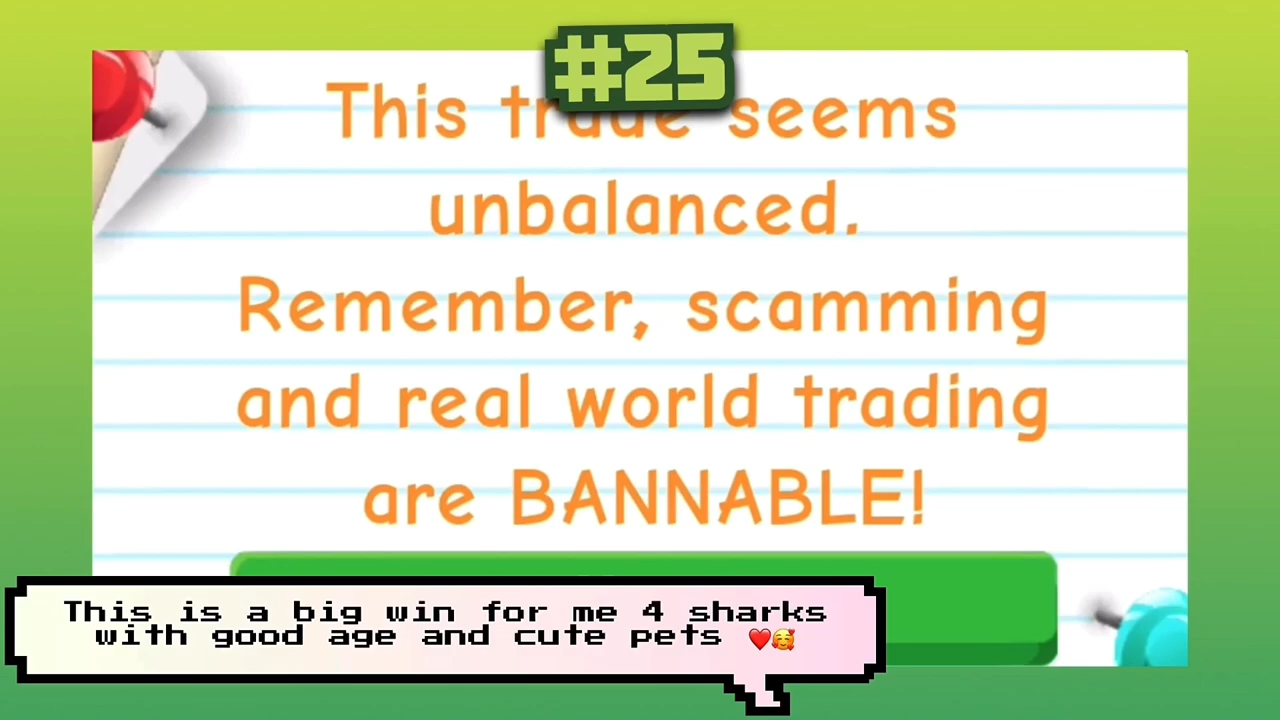 #25
This trade seems
unbalanced.
Remember, scamming
and real world trading
are BANNABLE!
This is a big win for me 4 sharks
with good age and cute pets ❤️🥰